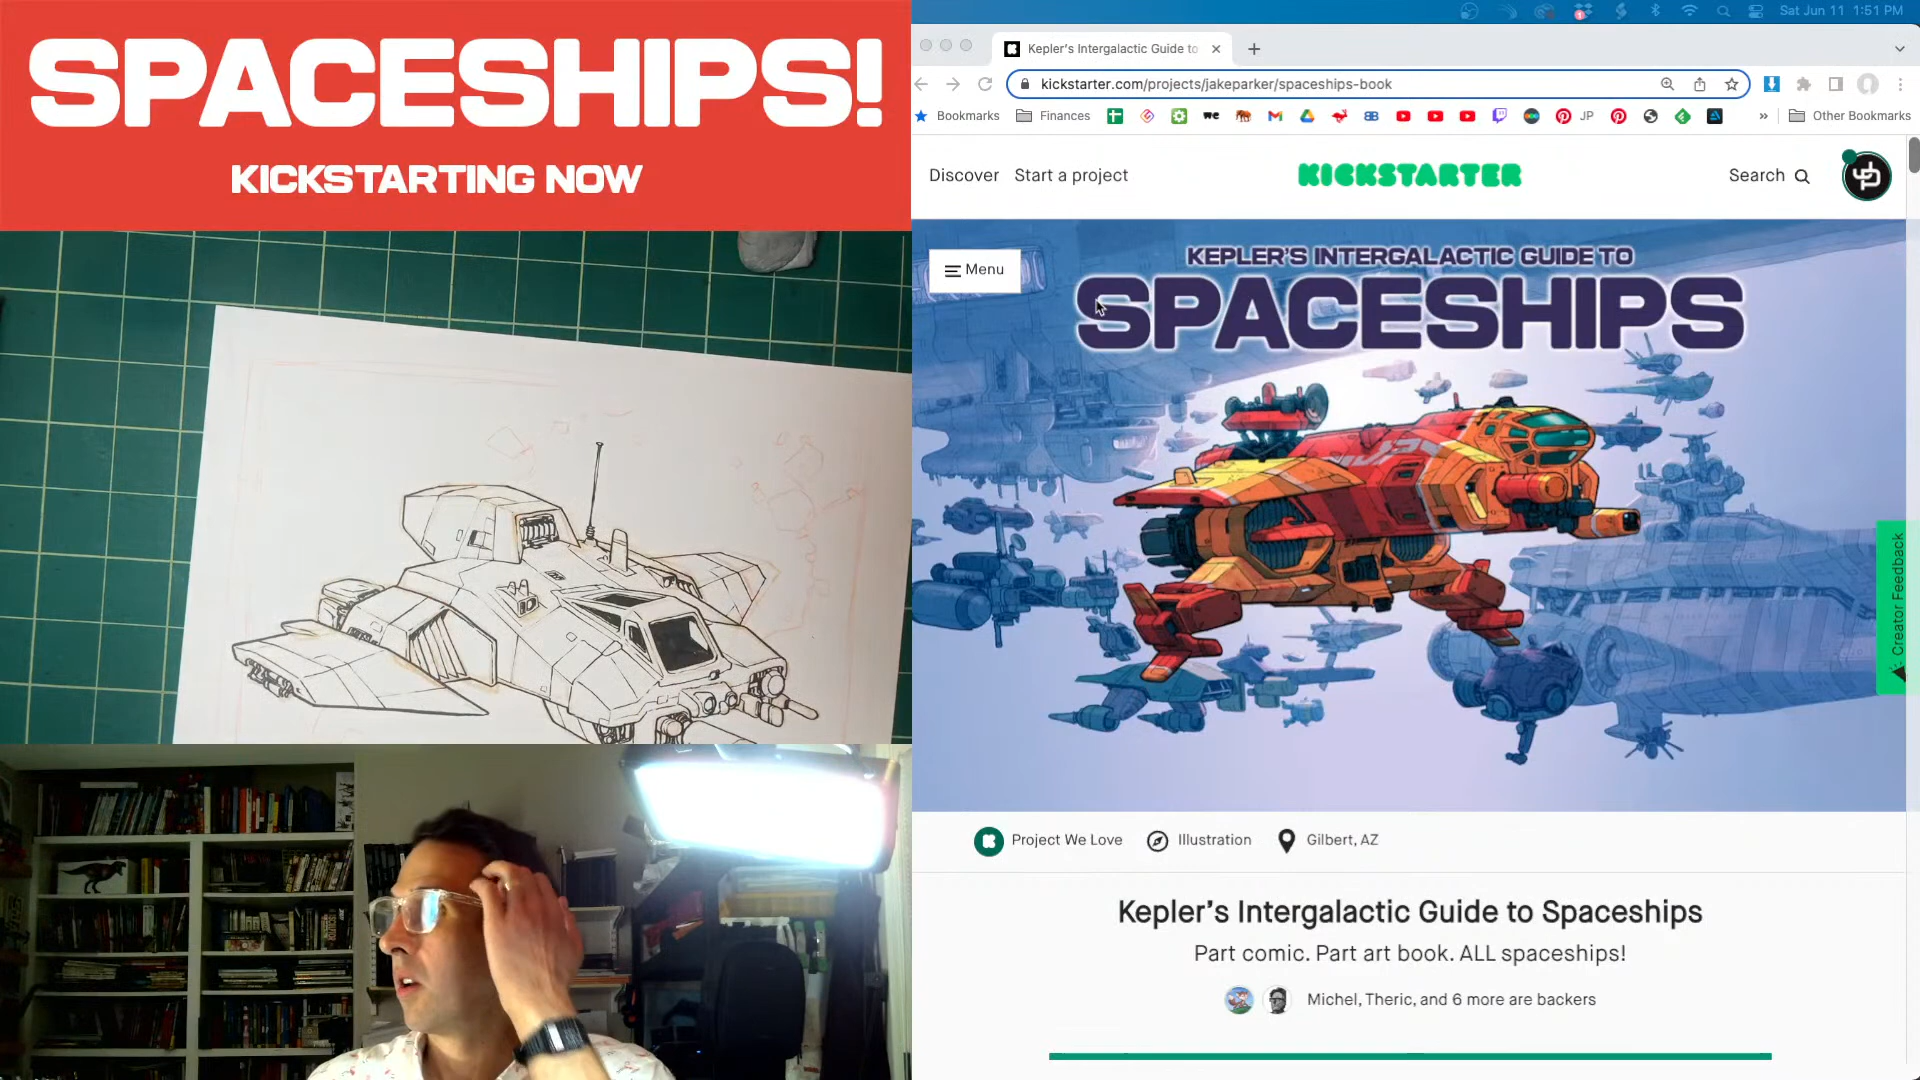 SPACESHIPS!
KICKSTARTING NOW
Sat Jun 11 1:51 PM
Kepler's Intergalactic Guide to
kickstarter.com/projects/jakeparker/spaceships-book
Bookmarks
Finances
JP
Other Bookmarks
Discover
Start a project
KICKSTARTER
Search
Menu
KEPLER'S INTERGALACTIC GUIDE TO
SPACESHIPS
Creator Feedback
Project We Love
Illustration
Gilbert, AZ
Kepler's Intergalactic Guide to Spaceships
Part comic. Part art book. ALL spaceships!
Michel, Theric, and 6 more are backers